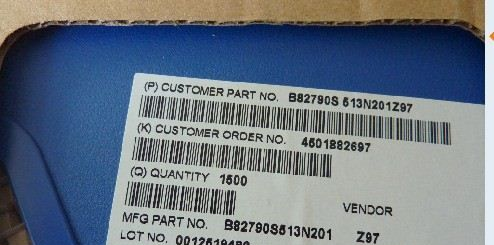 (P) CUSTOMER PART NO. B82790S 513N201Z97
(K) CUSTOMER ORDER NO. 4501882697
(Q) QUANTITY 1500
VENDOR
MFG PART NO. B82790S513N201 Z97
LOT NO.